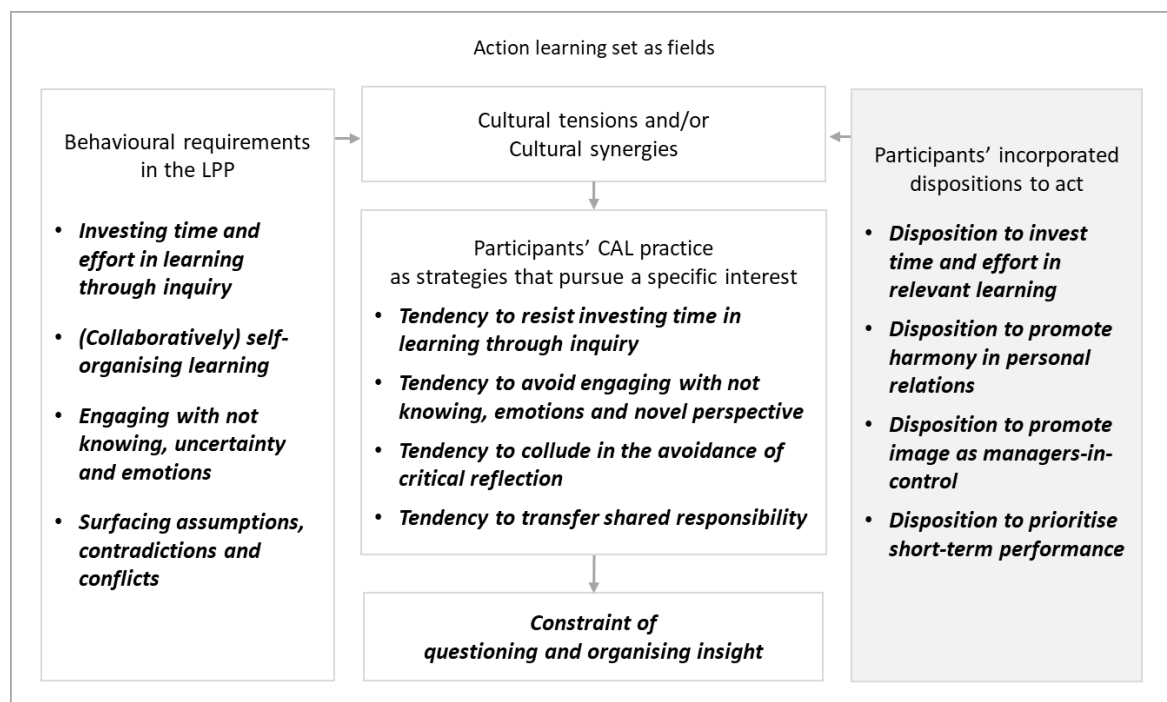 Action learning set as fields
Behavioural requirements
in the LPP
• Investing time and
effort in learning
through inquiry
• (Collaboratively) self-
organising learning
• Engaging with not
knowing, uncertainty
and emotions
• Surfacing assumptions,
contradictions and
conflicts
Cultural tensions and/or
Cultural synergies
Participants' CAL practice
as strategies that pursue a specific interest
• Tendency to resist investing time in
learning through inquiry
• Tendency to avoid engaging with not
knowing, emotions and novel perspective
• Tendency to collude in the avoidance of
critical reflection
• Tendency to transfer shared responsibility
Constraint of
questioning and organising insight
Participants' incorporated
dispositions to act
• Disposition to invest
time and effort in
relevant learning
• Disposition to promote
harmony in personal
relations
• Disposition to promote
image as managers-in-
control
• Disposition to prioritise
short-term performance